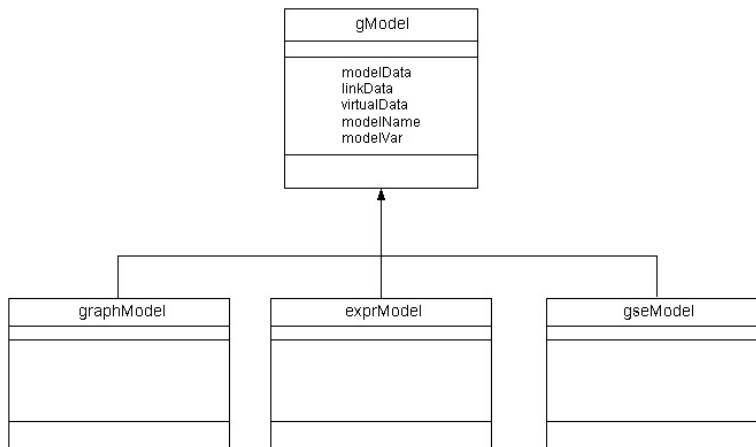 gModel
modelData
linkData
virtualData
modelName
modelVar
graphModel
exprModel
gseModel